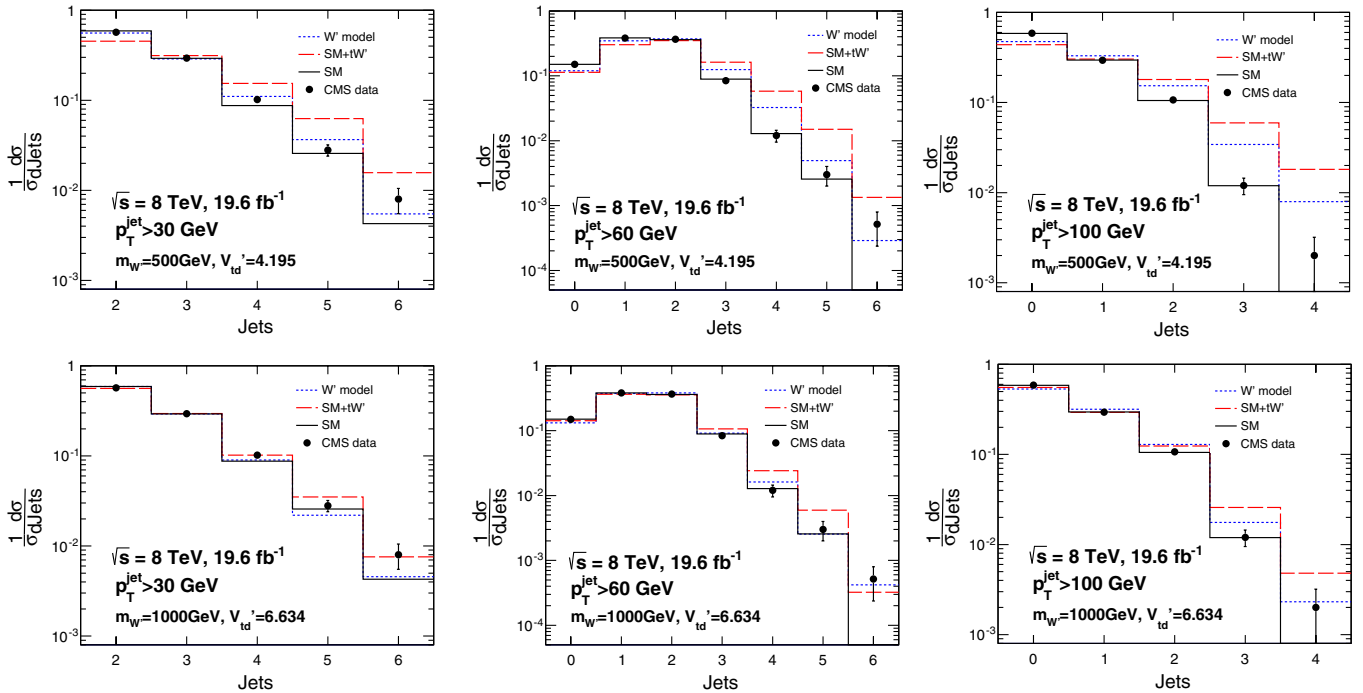 1/σ dσ/dJets
1
10⁻¹
10⁻²
10⁻³
W' model
SM+tW'
SM
CMS data
√s = 8 TeV, 19.6 fb⁻¹
p_T^jet>30 GeV
m_W'=500GeV, V_td'=4.195
2 3 4 5 6
Jets
1/σ dσ/dJets
1
10⁻¹
10⁻²
10⁻³
10⁻⁴
W' model
SM+tW'
SM
CMS data
√s = 8 TeV, 19.6 fb⁻¹
p_T^jet>60 GeV
m_W'=500GeV, V_td'=4.195
0 1 2 3 4 5 6
Jets
1/σ dσ/dJets
1
10⁻¹
10⁻²
10⁻³
W' model
SM+tW'
SM
CMS data
√s = 8 TeV, 19.6 fb⁻¹
p_T^jet>100 GeV
m_W'=500GeV, V_td'=4.195
0 1 2 3 4
Jets
1/σ dσ/dJets
1
10⁻¹
10⁻²
10⁻³
W' model
SM+tW'
SM
CMS data
√s = 8 TeV, 19.6 fb⁻¹
p_T^jet>30 GeV
m_W'=1000GeV, V_td'=6.634
2 3 4 5 6
Jets
1/σ dσ/dJets
1
10⁻¹
10⁻²
10⁻³
10⁻⁴
W' model
SM+tW'
SM
CMS data
√s = 8 TeV, 19.6 fb⁻¹
p_T^jet>60 GeV
m_W'=1000GeV, V_td'=6.634
0 1 2 3 4 5 6
Jets
1/σ dσ/dJets
1
10⁻¹
10⁻²
10⁻³
W' model
SM+tW'
SM
CMS data
√s = 8 TeV, 19.6 fb⁻¹
p_T^jet>100 GeV
m_W'=1000GeV, V_td'=6.634
0 1 2 3 4
Jets